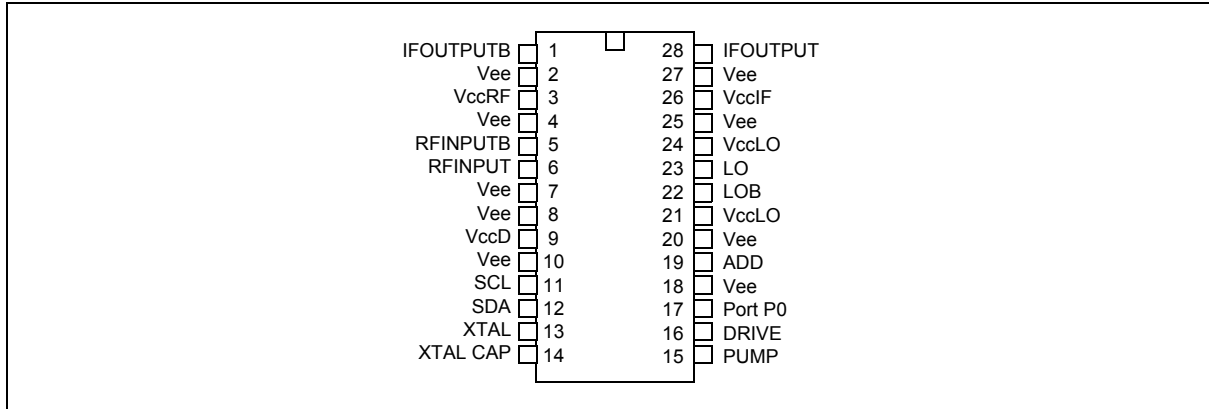 IFOUTPUTB 1 28 IFOUTPUT
Vee 2 27 Vee
VccRF 3 26 VccIF
Vee 4 25 Vee
RFINPUTB 5 24 VccLO
RFINPUT 6 23 LO
Vee 7 22 LOB
Vee 8 21 VccLO
VccD 9 20 Vee
Vee 10 19 ADD
SCL 11 18 Vee
SDA 12 17 Port P0
XTAL 13 16 DRIVE
XTAL CAP 14 15 PUMP